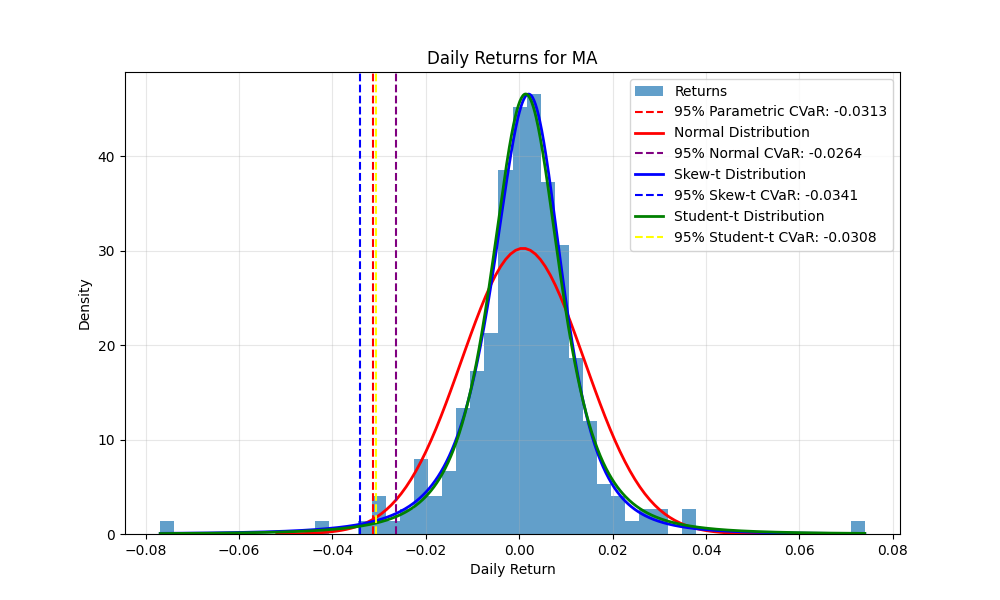 Daily Returns for MA
Returns
95% Parametric CVaR: -0.0313
Normal Distribution
95% Normal CVaR: -0.0264
Skew-t Distribution
95% Skew-t CVaR: -0.0341
Student-t Distribution
95% Student-t CVaR: -0.0308
Density
40
30
20
10
0
−0.08 −0.06 −0.04 −0.02 0.00 0.02 0.04 0.06 0.08
Daily Return